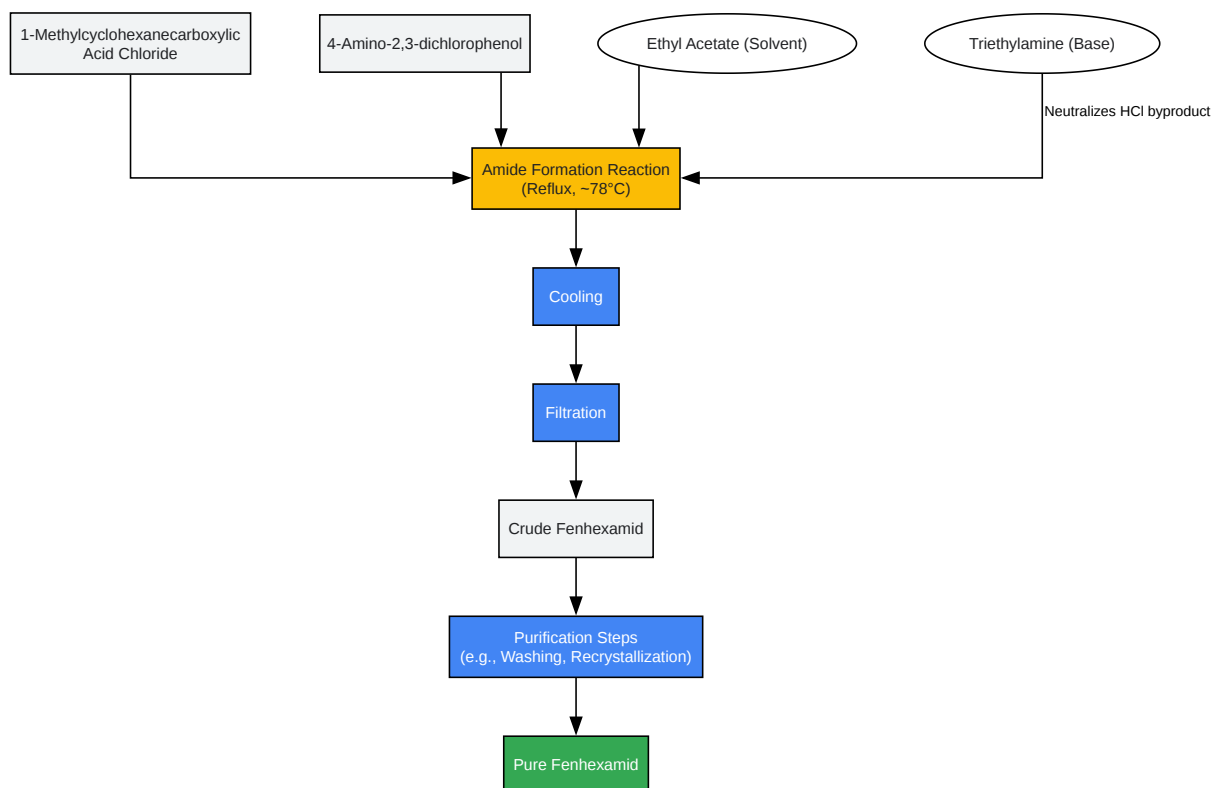 1-Methylcyclohexanecarboxylic
Acid Chloride
4-Amino-2,3-dichlorophenol
Ethyl Acetate (Solvent)
Triethylamine (Base)
Neutralizes HCl byproduct
Amide Formation Reaction
(Reflux, ~78°C)
Cooling
Filtration
Crude Fenhexamid
Purification Steps
(e.g., Washing, Recrystallization)
Pure Fenhexamid